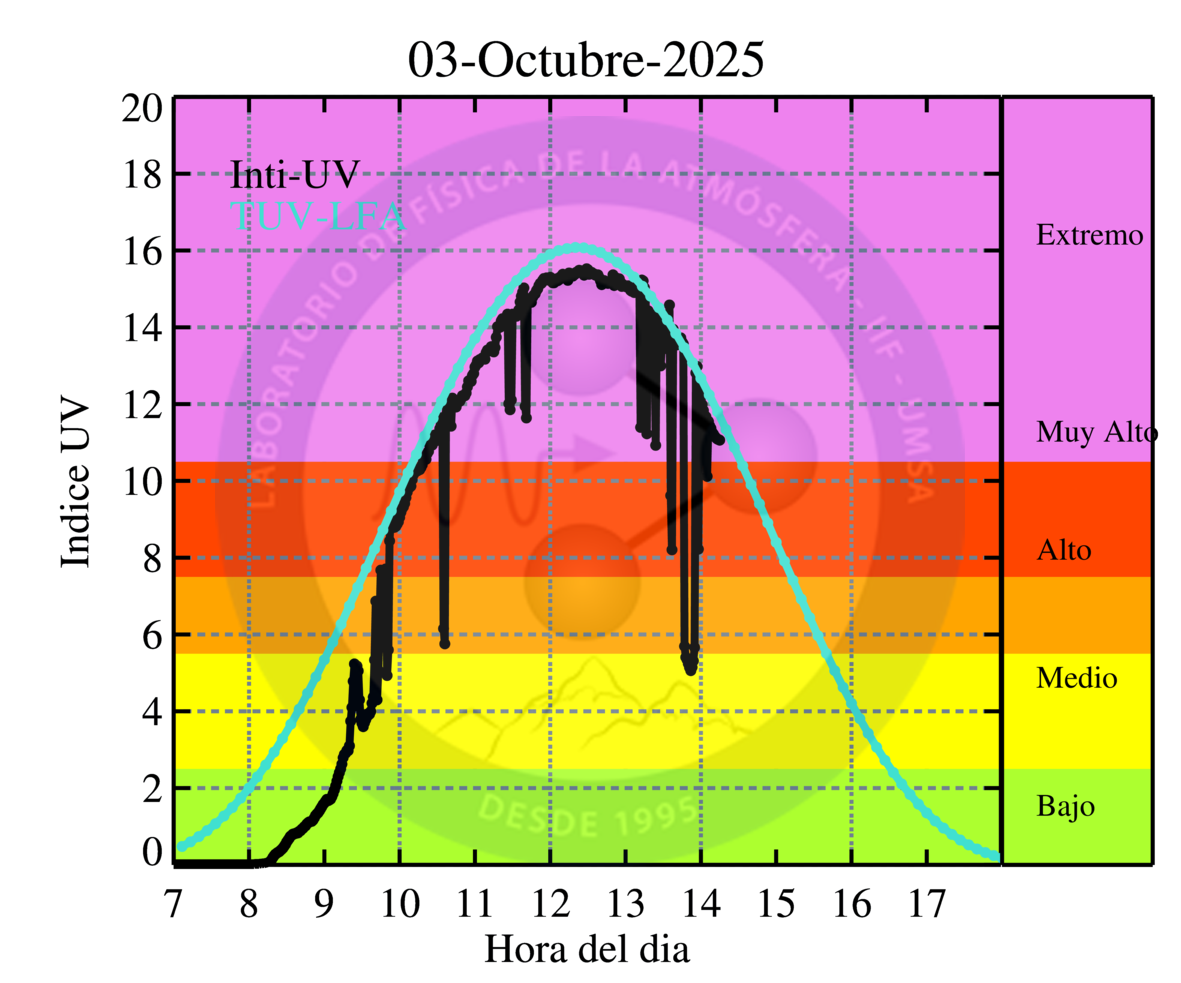 03-Octubre-2025
20
18
16
14
12
10
8
6
4
2
0
Indice UV
Inti-UV
TUV-LFA
LABORATORIO DE FÍSICA DE LA ATMÓSFERA - IIF - UMSA
DESDE 1995
Extremo
Muy Alto
Alto
Medio
Bajo
7 8 9 10 11 12 13 14 15 16 17
Hora del dia